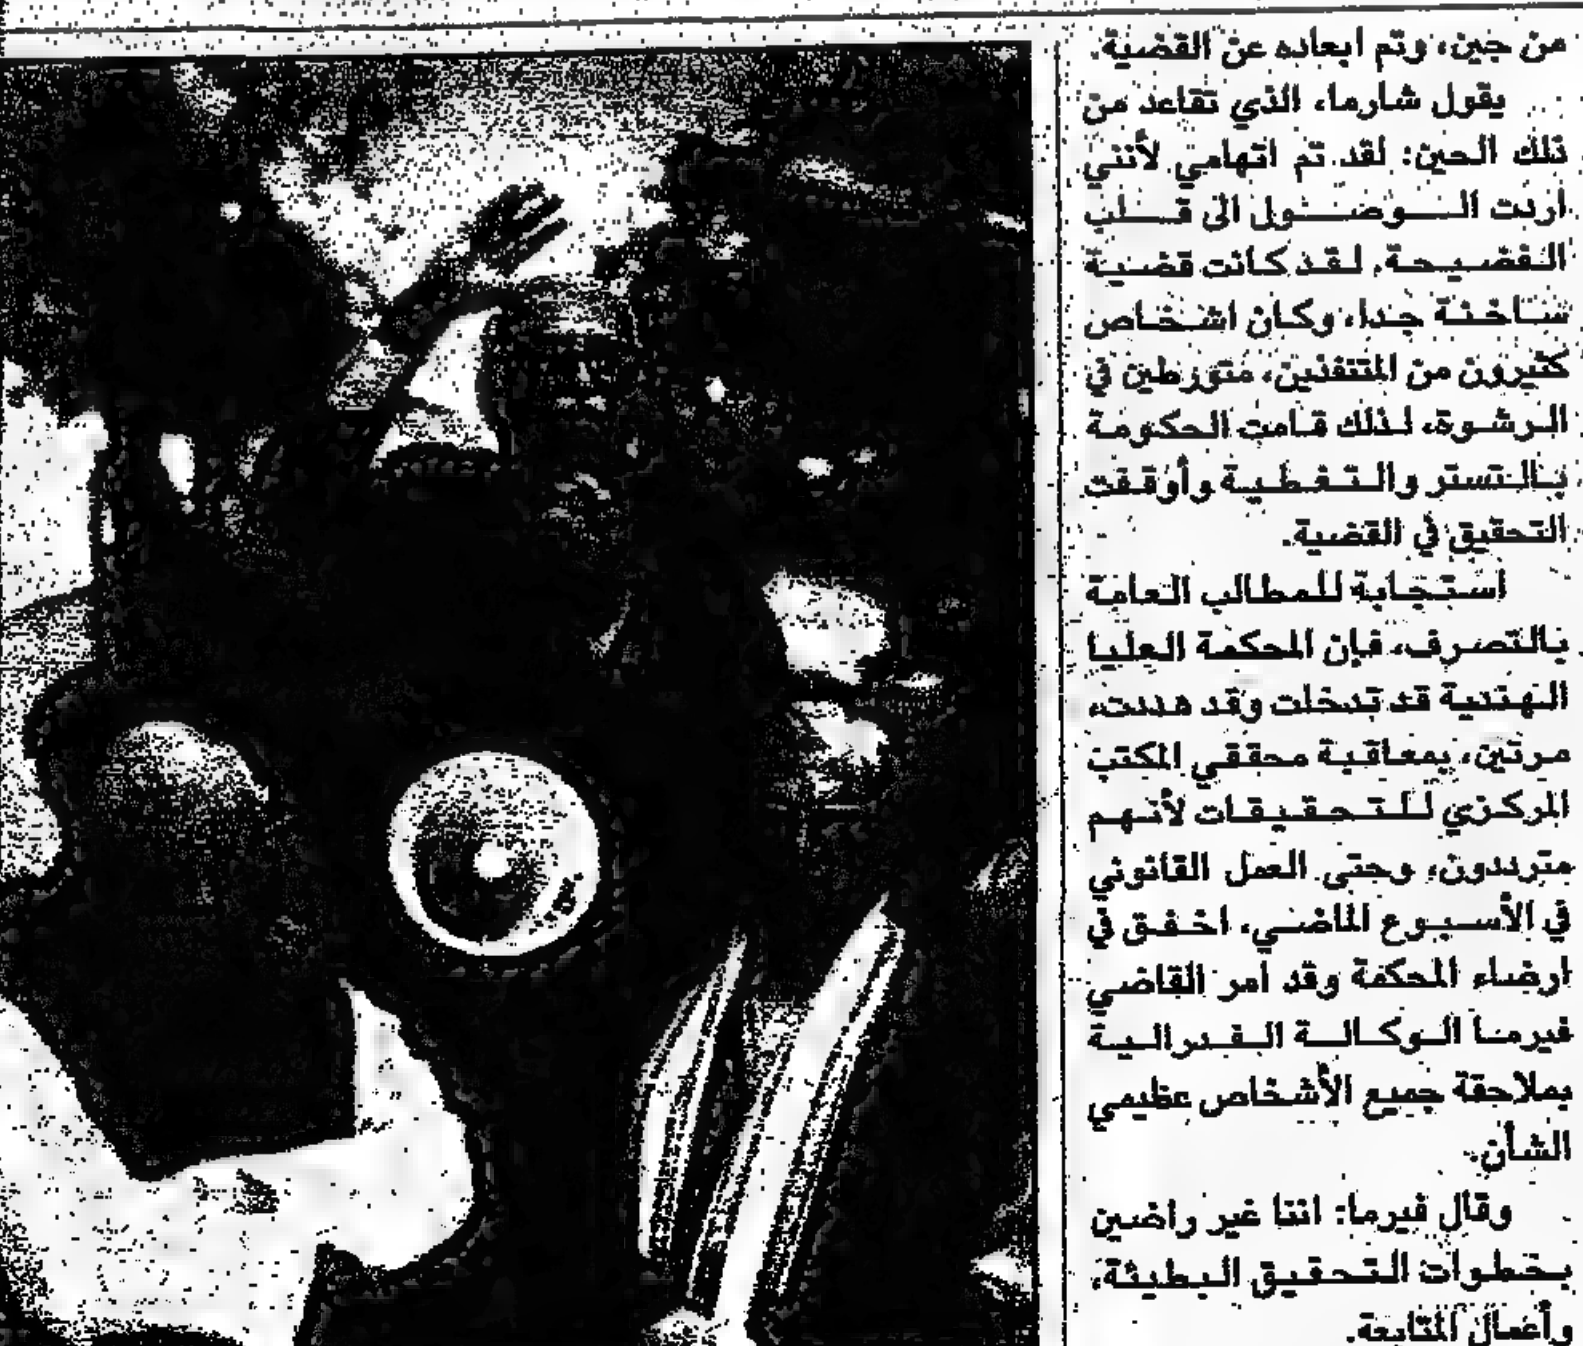 من جين، وتم ابعاده عن القضية.
يقول شارما، الذي تقاعد من
ذلك الحين: لقد تم اتهامي لأنني
اردت الوصول الى قلب
الفضيحة. لقد كانت قضية
ساخنة جدا، وكان اشخاص
كثيرون من المتنفذين، متورطين في
الرشوة، لذلك قامت الحكومة
بالتستر والتغطية وأوقفت
التحقيق في القضية.
استجابة للمطالب العامة
بالتصرف، فإن المحكمة العليا
الهندية قد تدخلت وقد هددت،
مرتين، بمعاقبة محققي المكتب
المركزي للتحقيقات لأنهم
مترددون، وحتى العمل القانوني
في الأسبوع الماضي، اخفق في
ارضاء المحكمة وقد امر القاضي
فيرما الوكالة الفدرالية
بملاحقة جميع الأشخاص عظيمي
الشأن.
وقال فيرما: اننا غير راضين
بخطوات التحقيق البطيئة،
وأعمال المتابعة.